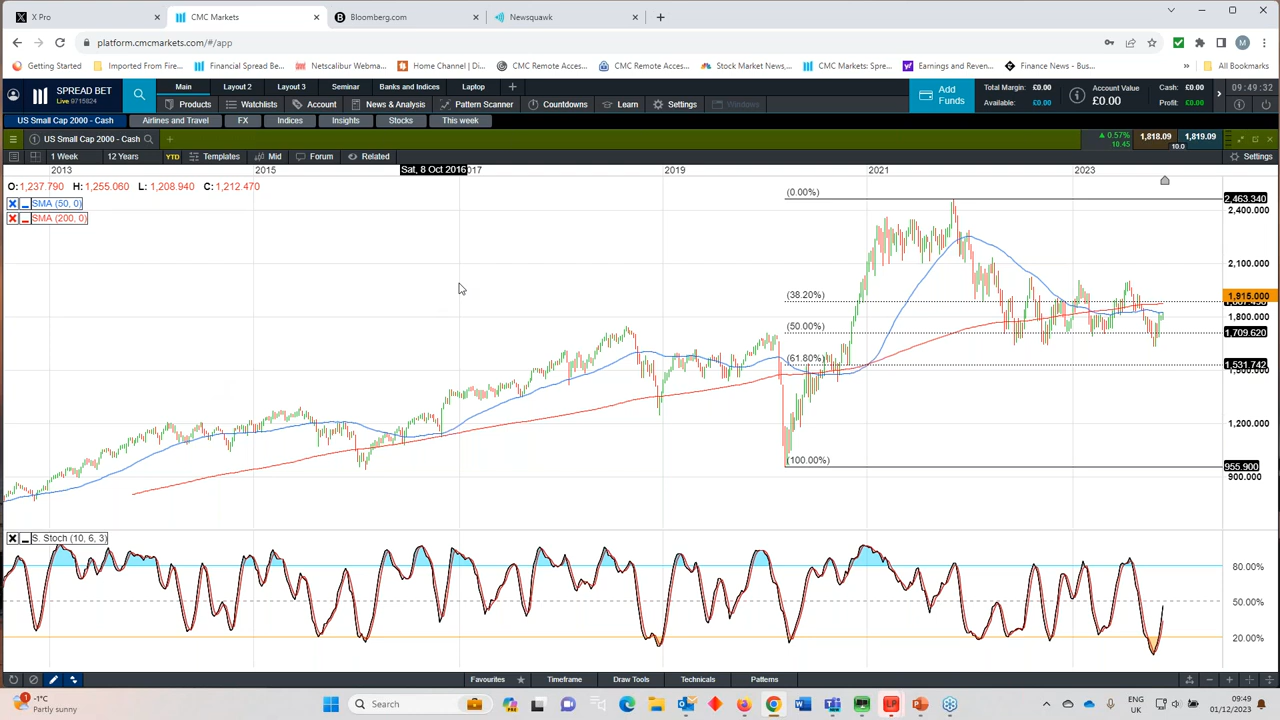 X Pro
CMC Markets
Bloomberg.com
Newsquawk
platform.cmcmarkets.com/#/app
M
Getting Started
Imported From Fire...
Financial Spread Be...
Netscalibur Webma...
Home Channel | Di...
CMC Remote Acces...
CMC Remote Acces...
Stock Market News,...
CMC Markets: Spre...
Earnings and Reven...
Finance News - Bus...
All Bookmarks
SPREAD BET
Live 9715824
Main
Layout 2
Layout 3
Seminar
Banks and Indices
Laptop
Products
Watchlists
Account
News & Analysis
Pattern Scanner
Countdowns
Learn
Settings
Windows
Add
Funds
Total Margin: £0.00
Available: £0.00
Account Value
£0.00
Cash: £0.00
Profit: £0.00
US Small Cap 2000 - Cash
Airlines and Travel
FX
Indices
Insights
Stocks
This week
US Small Cap 2000 - Cash
0.57%
10.45
1,818.09
1,819.09
10.0
1 Week
12 Years
YTD
Templates
Mid
Forum
Related
Settings
2013
2015
Sat, 8 Oct 2016
017
2019
2021
2023
O: 1,237.790 H: 1,255.060 L: 1,208.940 C: 1,212.470
SMA (50, 0)
SMA (200, 0)
(0.00%)
2,463.340
2,400.000
2,100.000
(38.20%)
1,915.000
1,800.000
(50.00%)
1,709.620
(61.80%)
1,531.742
1,500.000
1,200.000
(100.00%)
955.900
900.000
S. Stoch (10, 6, 3)
80.00%
50.00%
20.00%
Favourites
Timeframe
Draw Tools
Technicals
Patterns
-1°C
Partly sunny
Search
ENG
UK
09:49
01/12/2023
09:49:32